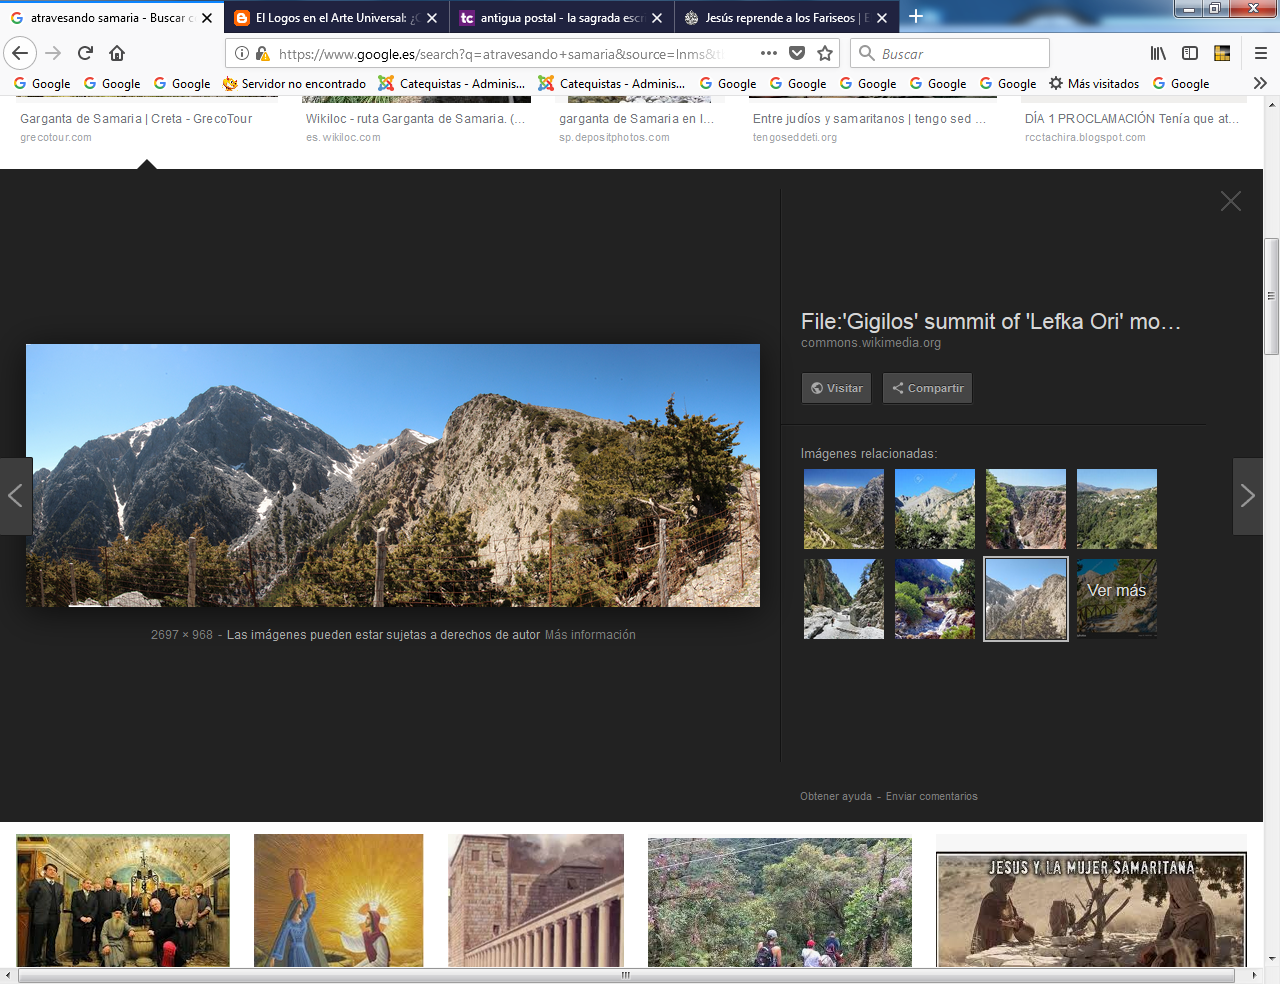 atravesando samaria - Buscar c
El Logos en el Arte Universal: ¿C
antigua postal - la sagrada escr
Jesús reprende a los Fariseos | E
https://www.google.es/search?q=atravesando+samaria&source=lnms&t
Buscar
Google
Google
Google
Servidor no encontrado
Catequistas - Adminis...
Catequistas - Adminis...
Google
Google
Google
Google
Google
Más visitados
Google
Garganta de Samaria | Creta - GrecoTour
grecotour.com
Wikiloc - ruta Garganta de Samaria. (...
es.wikiloc.com
garganta de Samaria en I...
sp.depositphotos.com
Entre judíos y samaritanos | tengo sed ...
tengoseddeti.org
DÍA 1 PROCLAMACIÓN Tenía que at...
rcctachira.blogspot.com
File:'Gigilos' summit of 'Lefka Ori' mo...
commons.wikimedia.org
Visitar
Compartir
Imágenes relacionadas:
Ver más
2697 × 968 - Las imágenes pueden estar sujetas a derechos de autor Más información
Obtener ayuda - Enviar comentarios
JESUS Y LA MUJER SAMARITANA